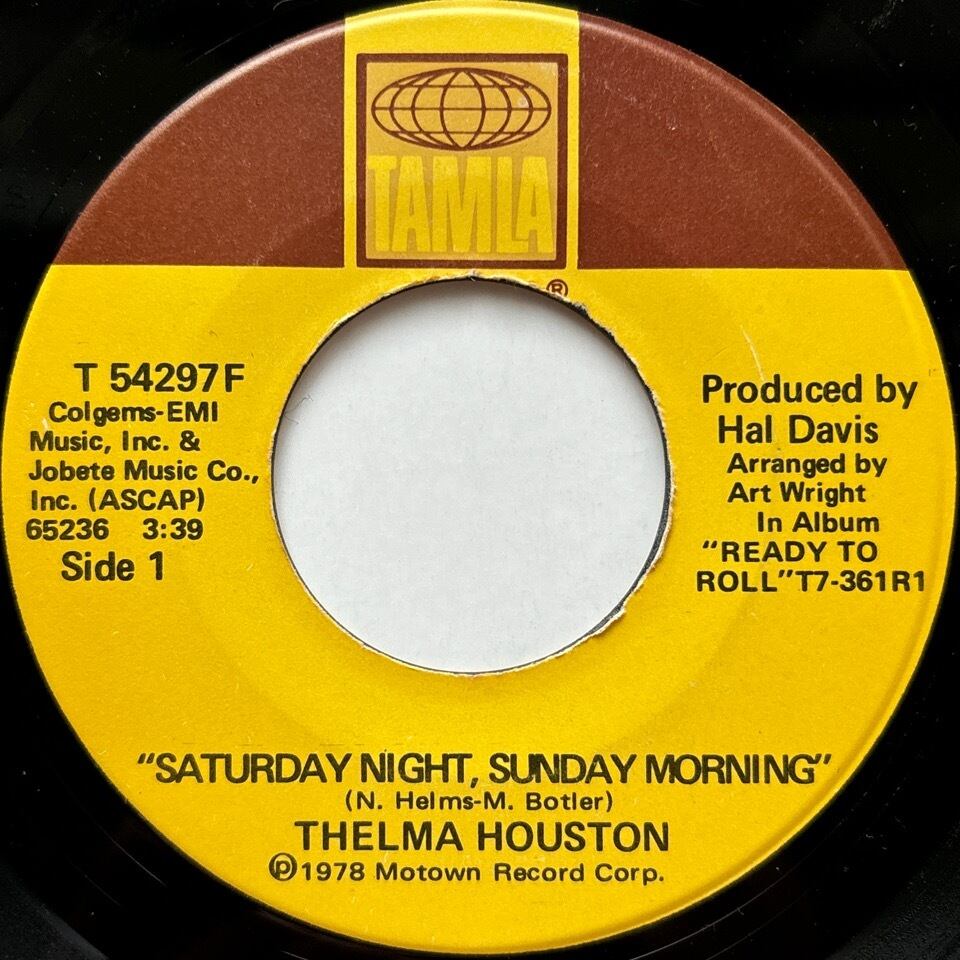 TAMLA
®
T 54297F
Colgems-EMI
Music, Inc. &
Jobete Music Co.,
Inc. (ASCAP)
65236 3:39
Side 1
Produced by
Hal Davis
Arranged by
Art Wright
In Album
“READY TO
ROLL” T7-361R1
“SATURDAY NIGHT, SUNDAY MORNING”
(N. Helms-M. Botler)
THELMA HOUSTON
℗1978 Motown Record Corp.